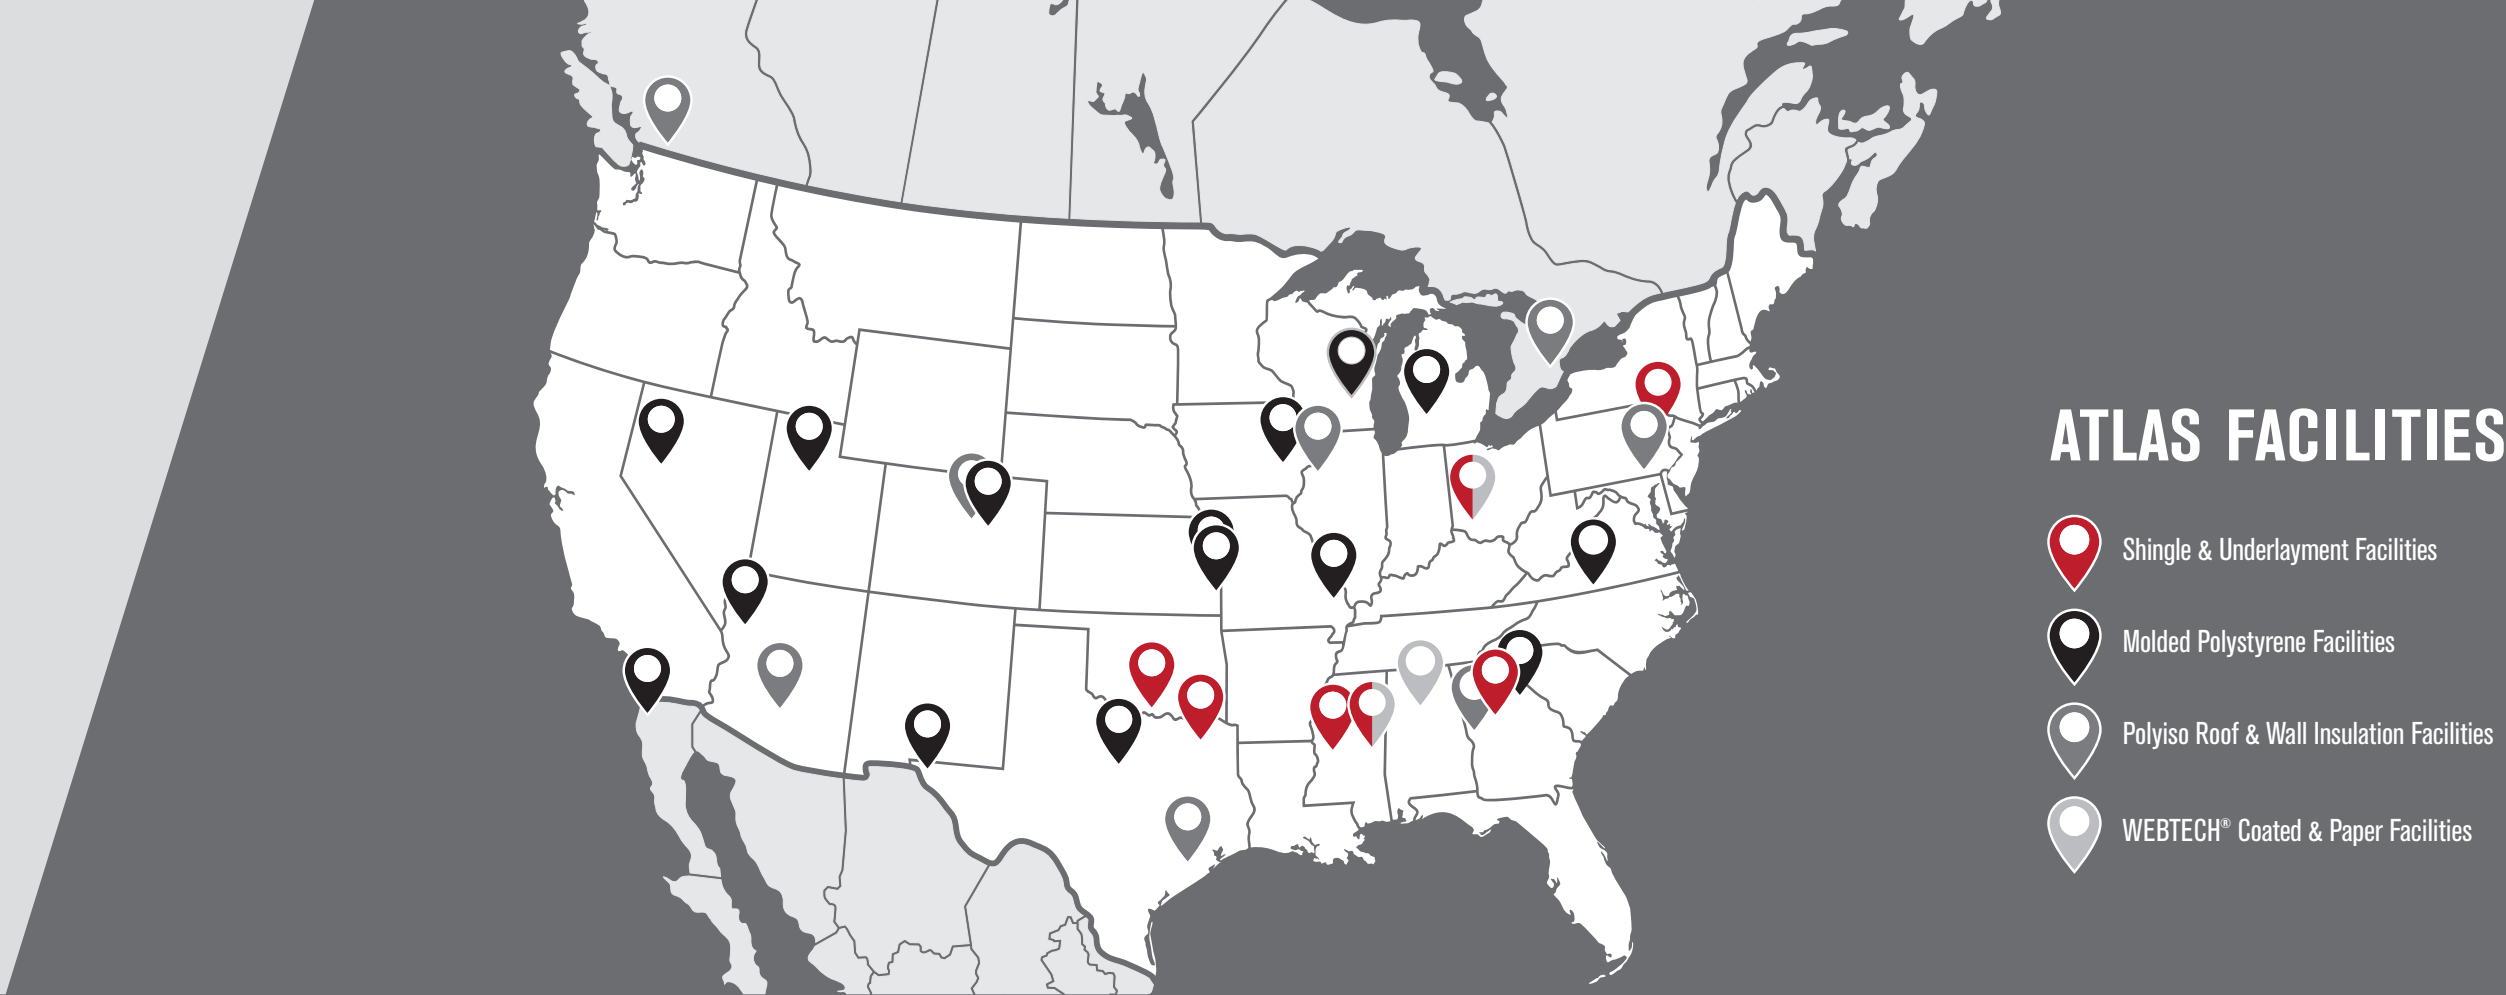 ATLAS FACILITIES
Shingle & Underlayment Facilities
Molded Polystyrene Facilities
Polyiso Roof & Wall Insulation Facilities
WEBTECH® Coated & Paper Facilities